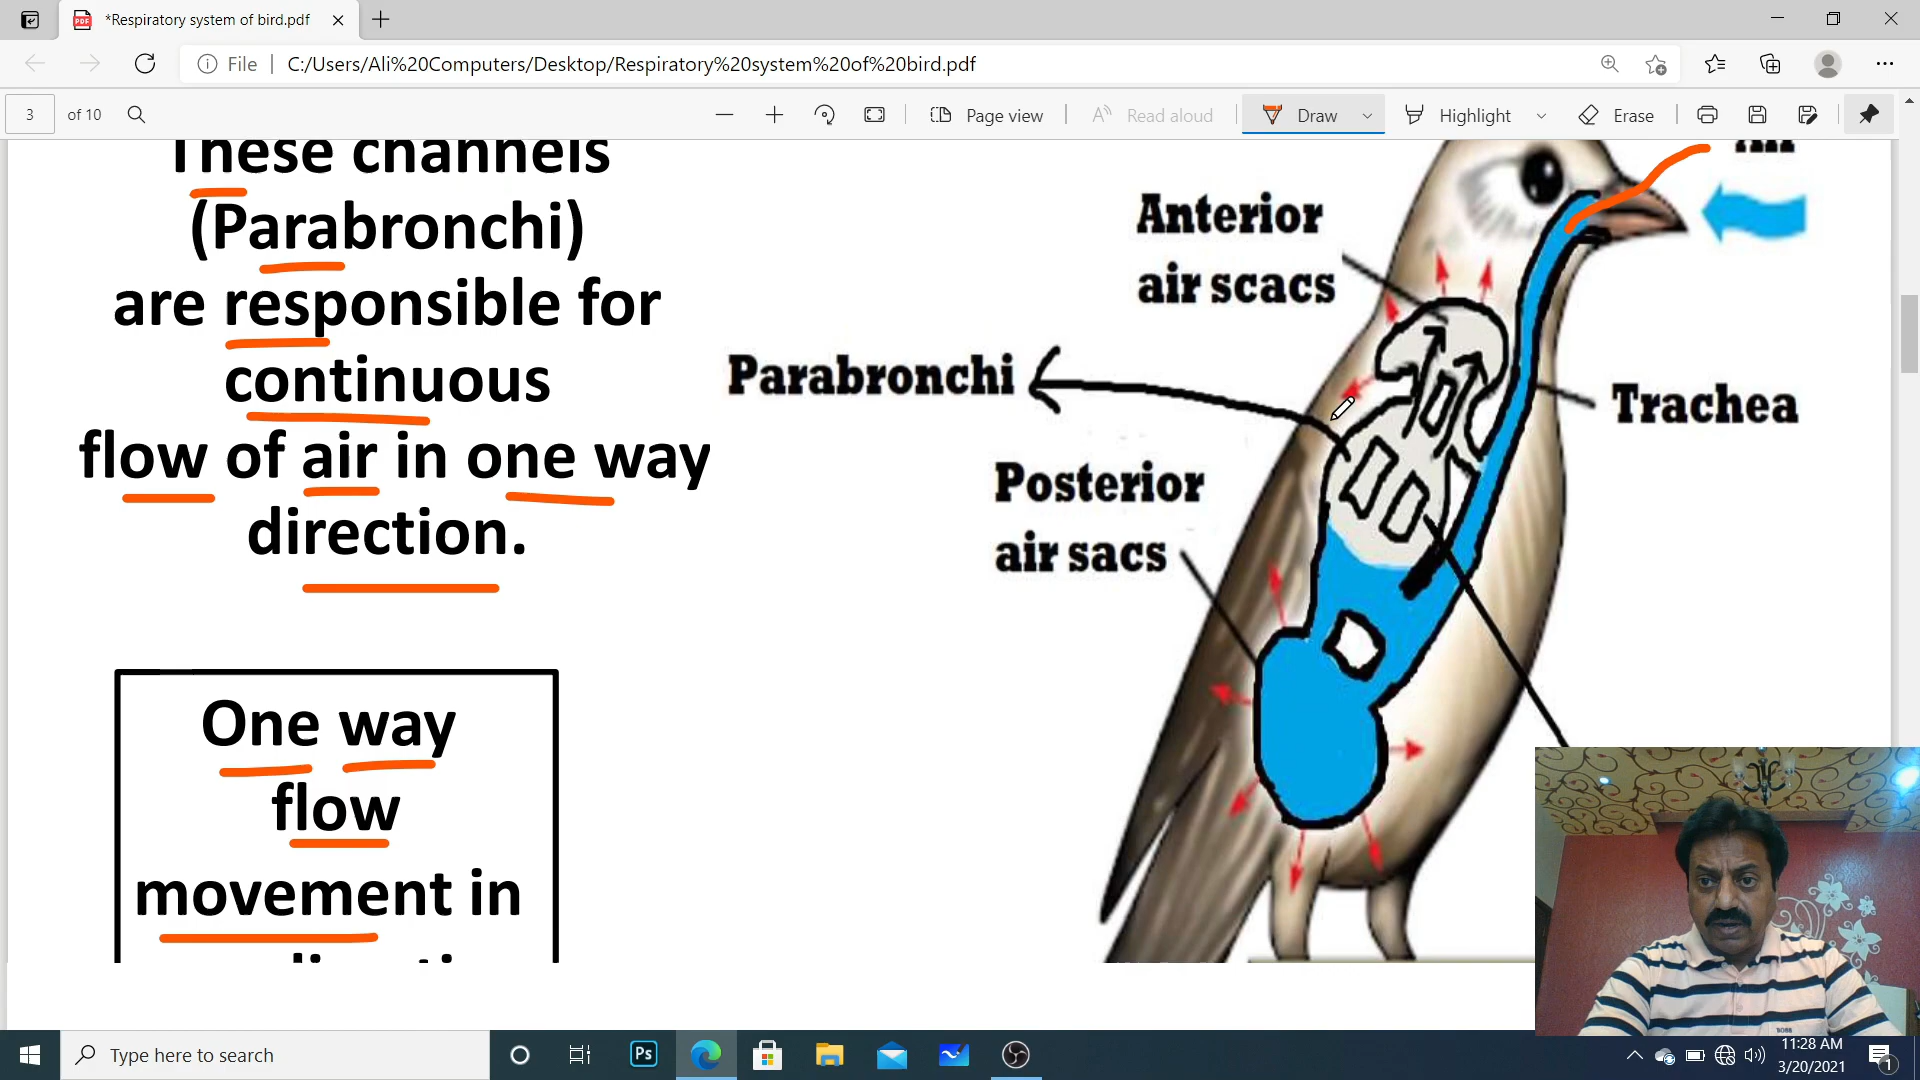 *Respiratory system of bird.pdf
File
C:/Users/Ali%20Computers/Desktop/Respiratory%20system%20of%20bird.pdf
3 of 10
Page view
Read aloud
Draw
Highlight
Erase
These channels
(Parabronchi)
are responsible for
continuous
flow of air in one way
direction.
One way
flow
movement in
Anterior
air scacs
Parabronchi
Trachea
Posterior
air sacs
Type here to search
Ps
11:28 AM
3/20/2021
1